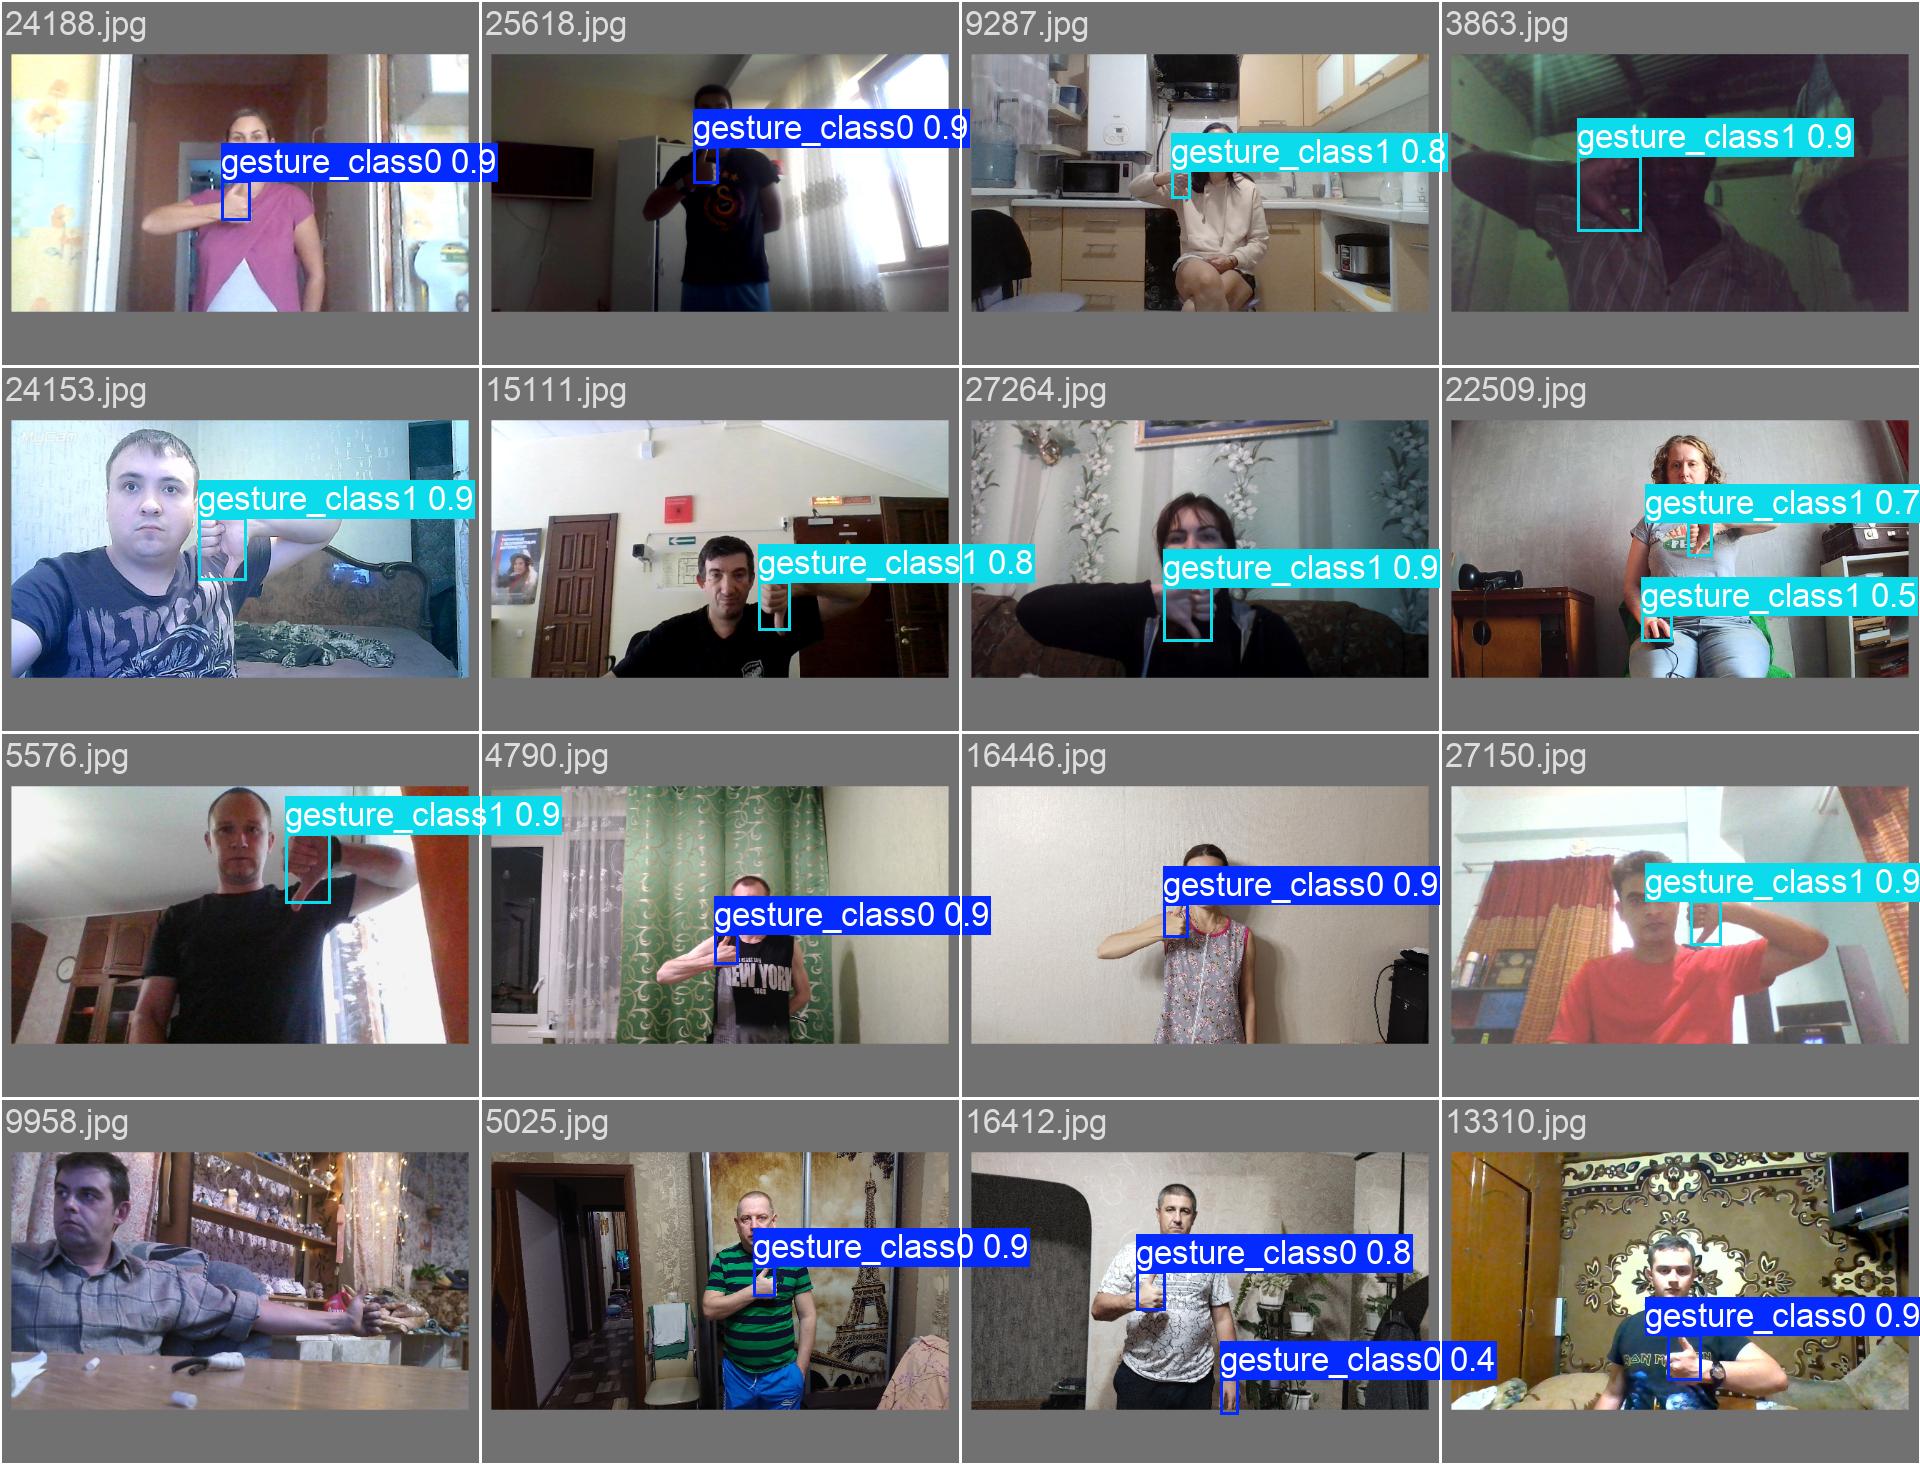 24188.jpg
gesture_class0 0.9
25618.jpg
gesture_class0 0.9
9287.jpg
gesture_class1 0.8
3863.jpg
gesture_class1 0.9
24153.jpg
MyCam
gesture_class1 0.9
15111.jpg
gesture_class1 0.8
27264.jpg
gesture_class1 0.9
22509.jpg
gesture_class1 0.7
gesture_class1 0.5
5576.jpg
gesture_class1 0.9
4790.jpg
gesture_class0 0.9
NEW YORK
16446.jpg
gesture_class0 0.9
27150.jpg
gesture_class1 0.9
9958.jpg
5025.jpg
gesture_class0 0.9
16412.jpg
gesture_class0 0.8
gesture_class0 0.4
13310.jpg
gesture_class0 0.9
IRON M